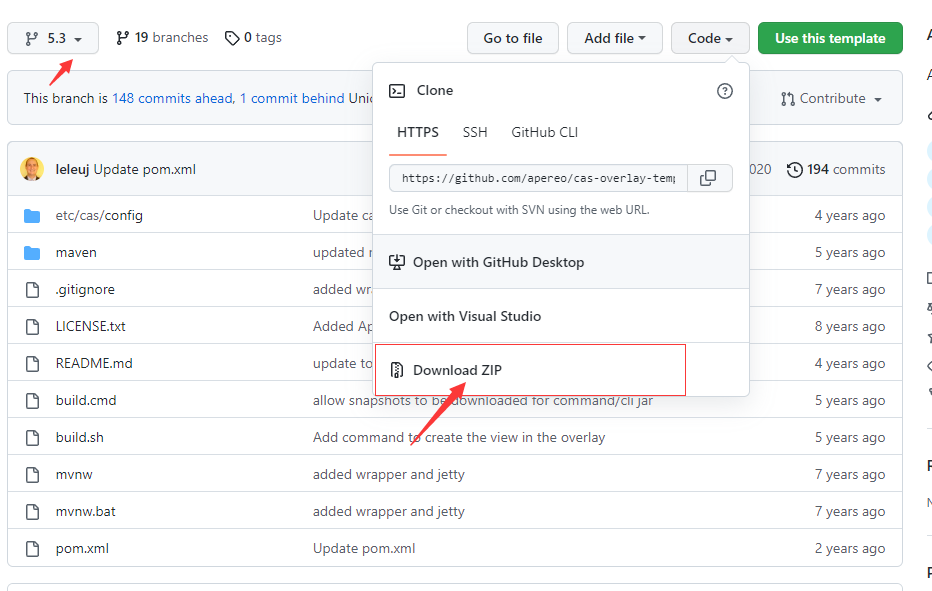 5.3
19 branches
0 tags
Go to file
Add file
Code
Use this template
This branch is 148 commits ahead, 1 commit behind
Contribute
Clone
HTTPS
SSH
GitHub CLI
https://github.com/apereo/cas-overlay-temp
Use Git or checkout with SVN using the web URL.
Open with GitHub Desktop
Open with Visual Studio
Download ZIP
leleuj Update pom.xml
020
194 commits
etc/cas/config
Update ca
4 years ago
maven
updated
5 years ago
.gitignore
added wr
7 years ago
LICENSE.txt
Added Ap
8 years ago
README.md
update to
4 years ago
build.cmd
allow snapshots to be downloaded for command/cli jar
5 years ago
build.sh
Add command to create the view in the overlay
5 years ago
mvnw
added wrapper and jetty
7 years ago
mvnw.bat
added wrapper and jetty
7 years ago
pom.xml
Update pom.xml
2 years ago